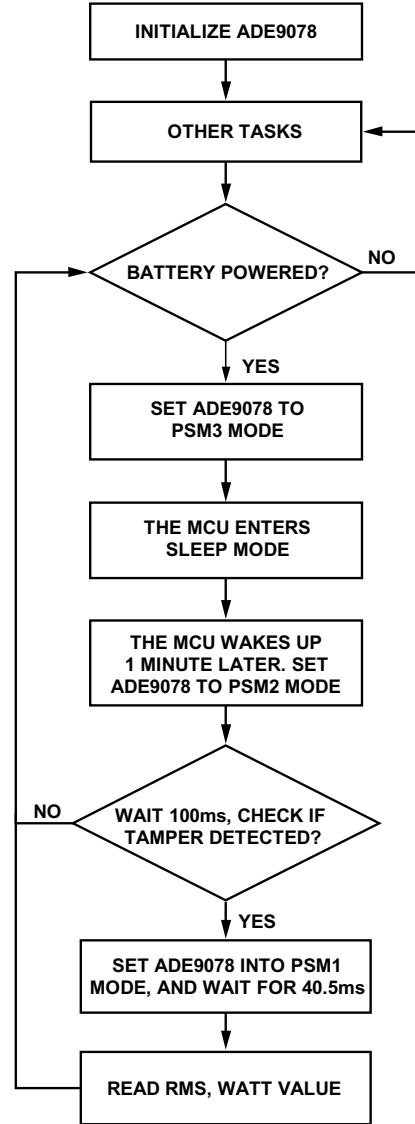 INITIALIZE ADE9078
OTHER TASKS
BATTERY POWERED?
NO
YES
SET ADE9078 TO
PSM3 MODE
THE MCU ENTERS
SLEEP MODE
THE MCU WAKES UP
1 MINUTE LATER. SET
ADE9078 TO PSM2 MODE
NO
WAIT 100ms, CHECK IF
TAMPER DETECTED?
YES
SET ADE9078 INTO PSM1
MODE, AND WAIT FOR 40.5ms
READ RMS, WATT VALUE